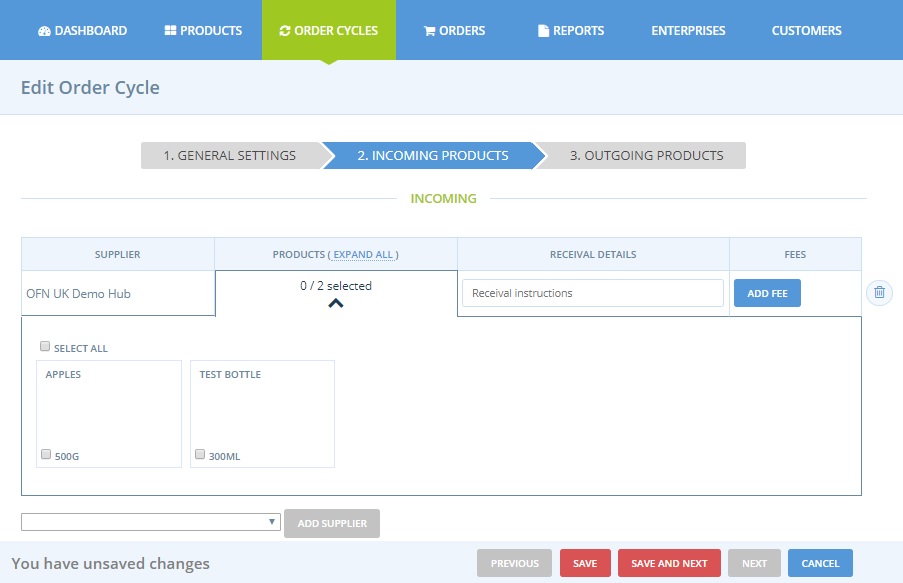 DASHBOARD PRODUCTS ORDER CYCLES ORDERS REPORTS ENTERPRISES CUSTOMERS
Edit Order Cycle
1. GENERAL SETTINGS 2. INCOMING PRODUCTS 3. OUTGOING PRODUCTS
INCOMING
SUPPLIER PRODUCTS ( EXPAND ALL ) RECEIVAL DETAILS FEES
OFN UK Demo Hub 0 / 2 selected Receival instructions ADD FEE
SELECT ALL
APPLES TEST BOTTLE
500G 300ML
ADD SUPPLIER
You have unsaved changes PREVIOUS SAVE SAVE AND NEXT NEXT CANCEL